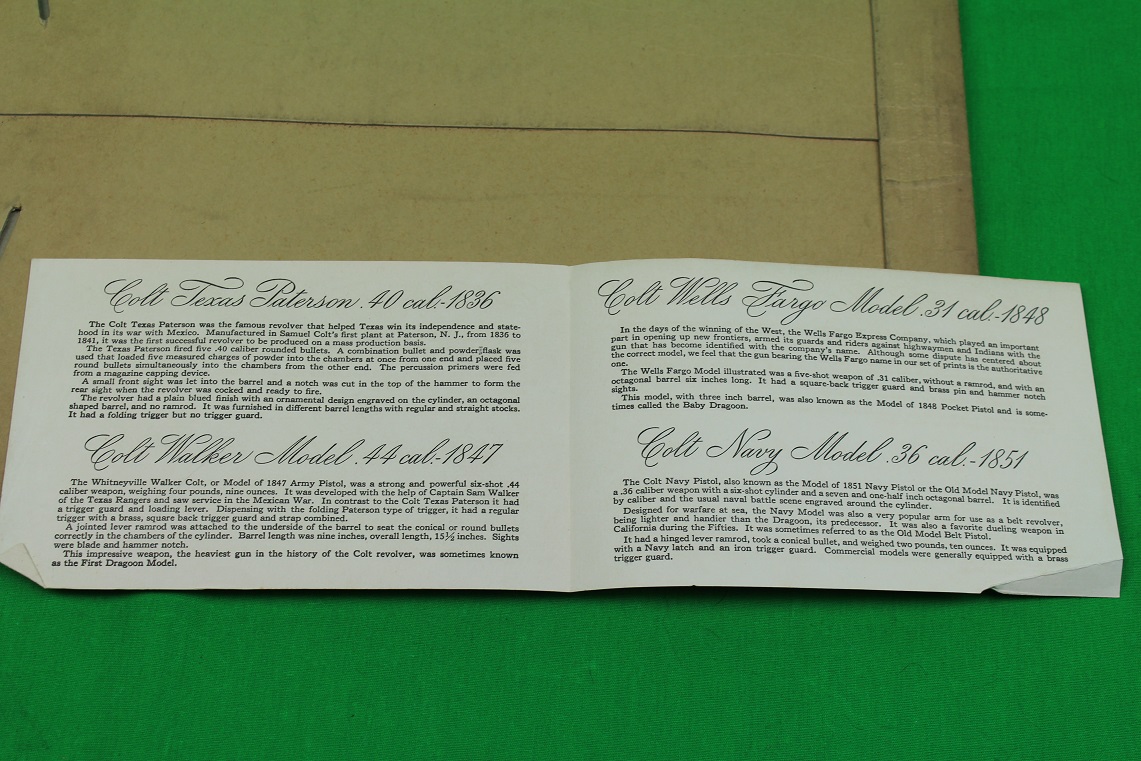 Colt Texas Paterson .40 cal.-1836
The Colt Texas Paterson was the famous revolver that helped Texas win its independence and state-
hood in its war with Mexico. Manufactured in Samuel Colt's first plant at Paterson, N. J., from 1836 to
1841, it was the first successful revolver to be produced on a mass production basis.
The Texas Paterson fired five .40 caliber rounded bullets. A combination bullet and powder flask was
used that loaded five measured charges of powder into the chambers at once from one end and placed five
round bullets simultaneously into the chambers from the other end. The percussion primers were fed
from a magazine capping device.
A small front sight was let into the barrel and a notch was cut in the top of the hammer to form the
rear sight when the revolver was cocked and ready to fire.
The revolver had a plain blued finish with an ornamental design engraved on the cylinder, an octagonal
shaped barrel, and no ramrod. It was furnished in different barrel lengths with regular and straight stocks.
It had a folding trigger but no trigger guard.
Colt Walker Model .44 cal.-1847
The Whitneyville Walker Colt, or Model of 1847 Army Pistol, was a strong and powerful six-shot .44
caliber weapon, weighing four pounds, nine ounces. It was developed with the help of Captain Sam Walker
of the Texas Rangers and saw service in the Mexican War. In contrast to the Colt Texas Paterson it had
a trigger guard and loading lever. Dispensing with the folding Paterson type of trigger, it had a regular
trigger with a brass, square back trigger guard and strap combined.
A jointed lever ramrod was attached to the underside of the barrel to seat the conical or round bullets
correctly in the chambers of the cylinder. Barrel length was nine inches, overall length, 15½ inches. Sights
were blade and hammer notch.
This impressive weapon, the heaviest gun in the history of the Colt revolver, was sometimes known
as the First Dragoon Model.
Colt Wells Fargo Model .31 cal.-1848
In the days of the winning of the West, the Wells Fargo Express Company, which played an important
part in opening up new frontiers, armed its guards and riders against highwaymen and Indians with the
gun that has become identified with the company's name. Although some dispute has centered about
the correct model, we feel that the gun bearing the Wells Fargo name in our set of prints is the authoritative
one.
The Wells Fargo Model illustrated was a five-shot weapon of .31 caliber, without a ramrod, and with an
octagonal barrel six inches long. It had a square-back trigger guard and brass pin and hammer notch
sights.
This model, with three inch barrel, was also known as the Model of 1848 Pocket Pistol and is some-
times called the Baby Dragoon.
Colt Navy Model .36 cal.-1851
The Colt Navy Pistol, also known as the Model of 1851 Navy Pistol or the Old Model Navy Pistol, was
a .36 caliber weapon with a six-shot cylinder and a seven and one-half inch octagonal barrel. It is identified
by caliber and the usual naval battle scene engraved around the cylinder.
Designed for warfare at sea, the Navy Model was also a very popular arm for use as a belt revolver,
being lighter and handier than the Dragoon, its predecessor. It was also a favorite dueling weapon in
California during the Fifties. It was sometimes referred to as the Old Model Belt Pistol.
It had a hinged lever ramrod, took a conical bullet, and weighed two pounds, ten ounces. It was equipped
with a Navy latch and an iron trigger guard. Commercial models were generally equipped with a brass
trigger guard.